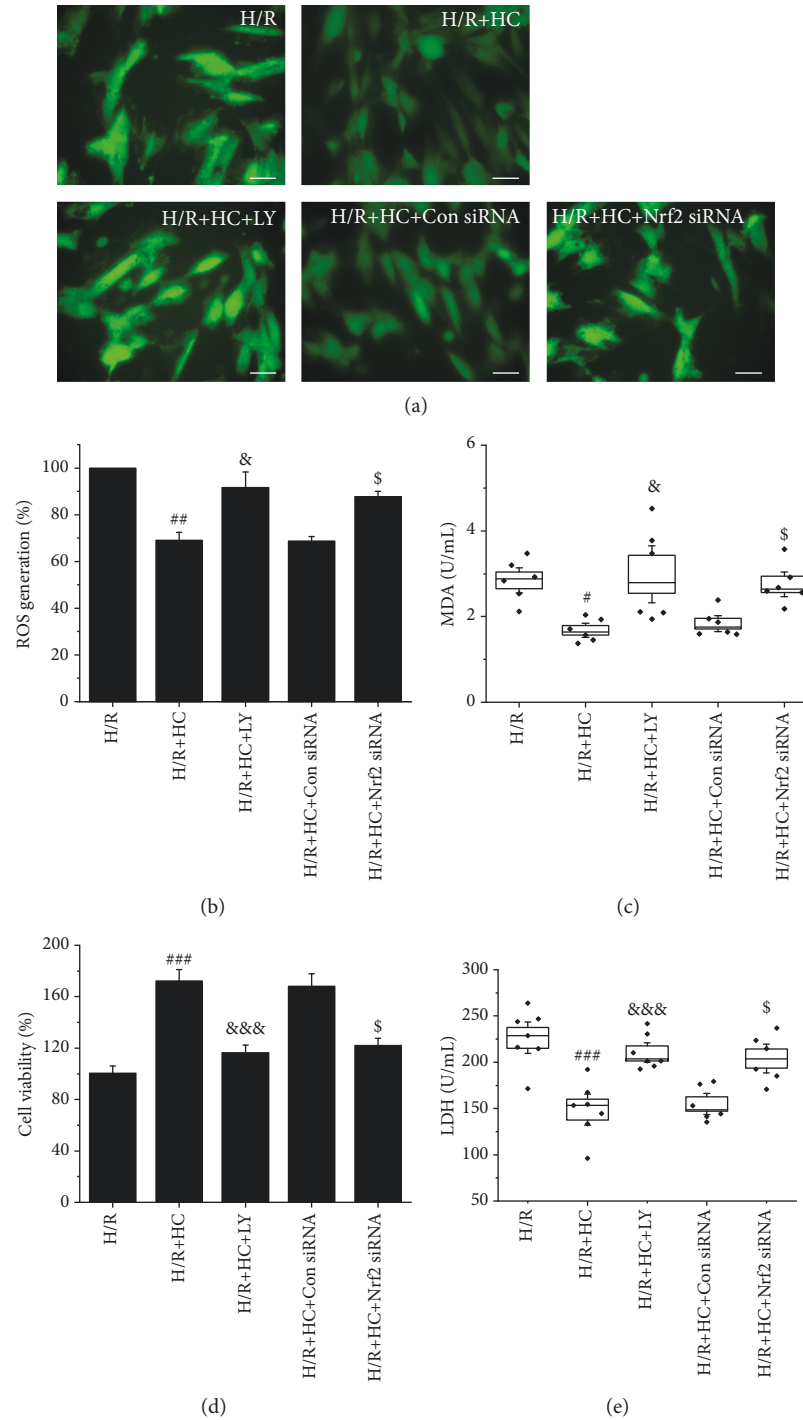 H/R
H/R+HC
H/R+HC+LY
H/R+HC+Con siRNA
H/R+HC+Nrf2 siRNA
(a)
ROS generation (%)
100
80
60
40
20
0
##
&
$
H/R
H/R+HC
H/R+HC+LY
H/R+HC+Con siRNA
H/R+HC+Nrf2 siRNA
(b)
MDA (U/mL)
6
4
2
0
#
&
$
H/R
H/R+HC
H/R+HC+LY
H/R+HC+Con siRNA
H/R+HC+Nrf2 siRNA
(c)
Cell viability (%)
200
160
120
80
40
0
###
&&&
$
H/R
H/R+HC
H/R+HC+LY
H/R+HC+Con siRNA
H/R+HC+Nrf2 siRNA
(d)
LDH (U/mL)
300
250
200
150
100
50
###
&&&
$
H/R
H/R+HC
H/R+HC+LY
H/R+HC+Con siRNA
H/R+HC+Nrf2 siRNA
(e)